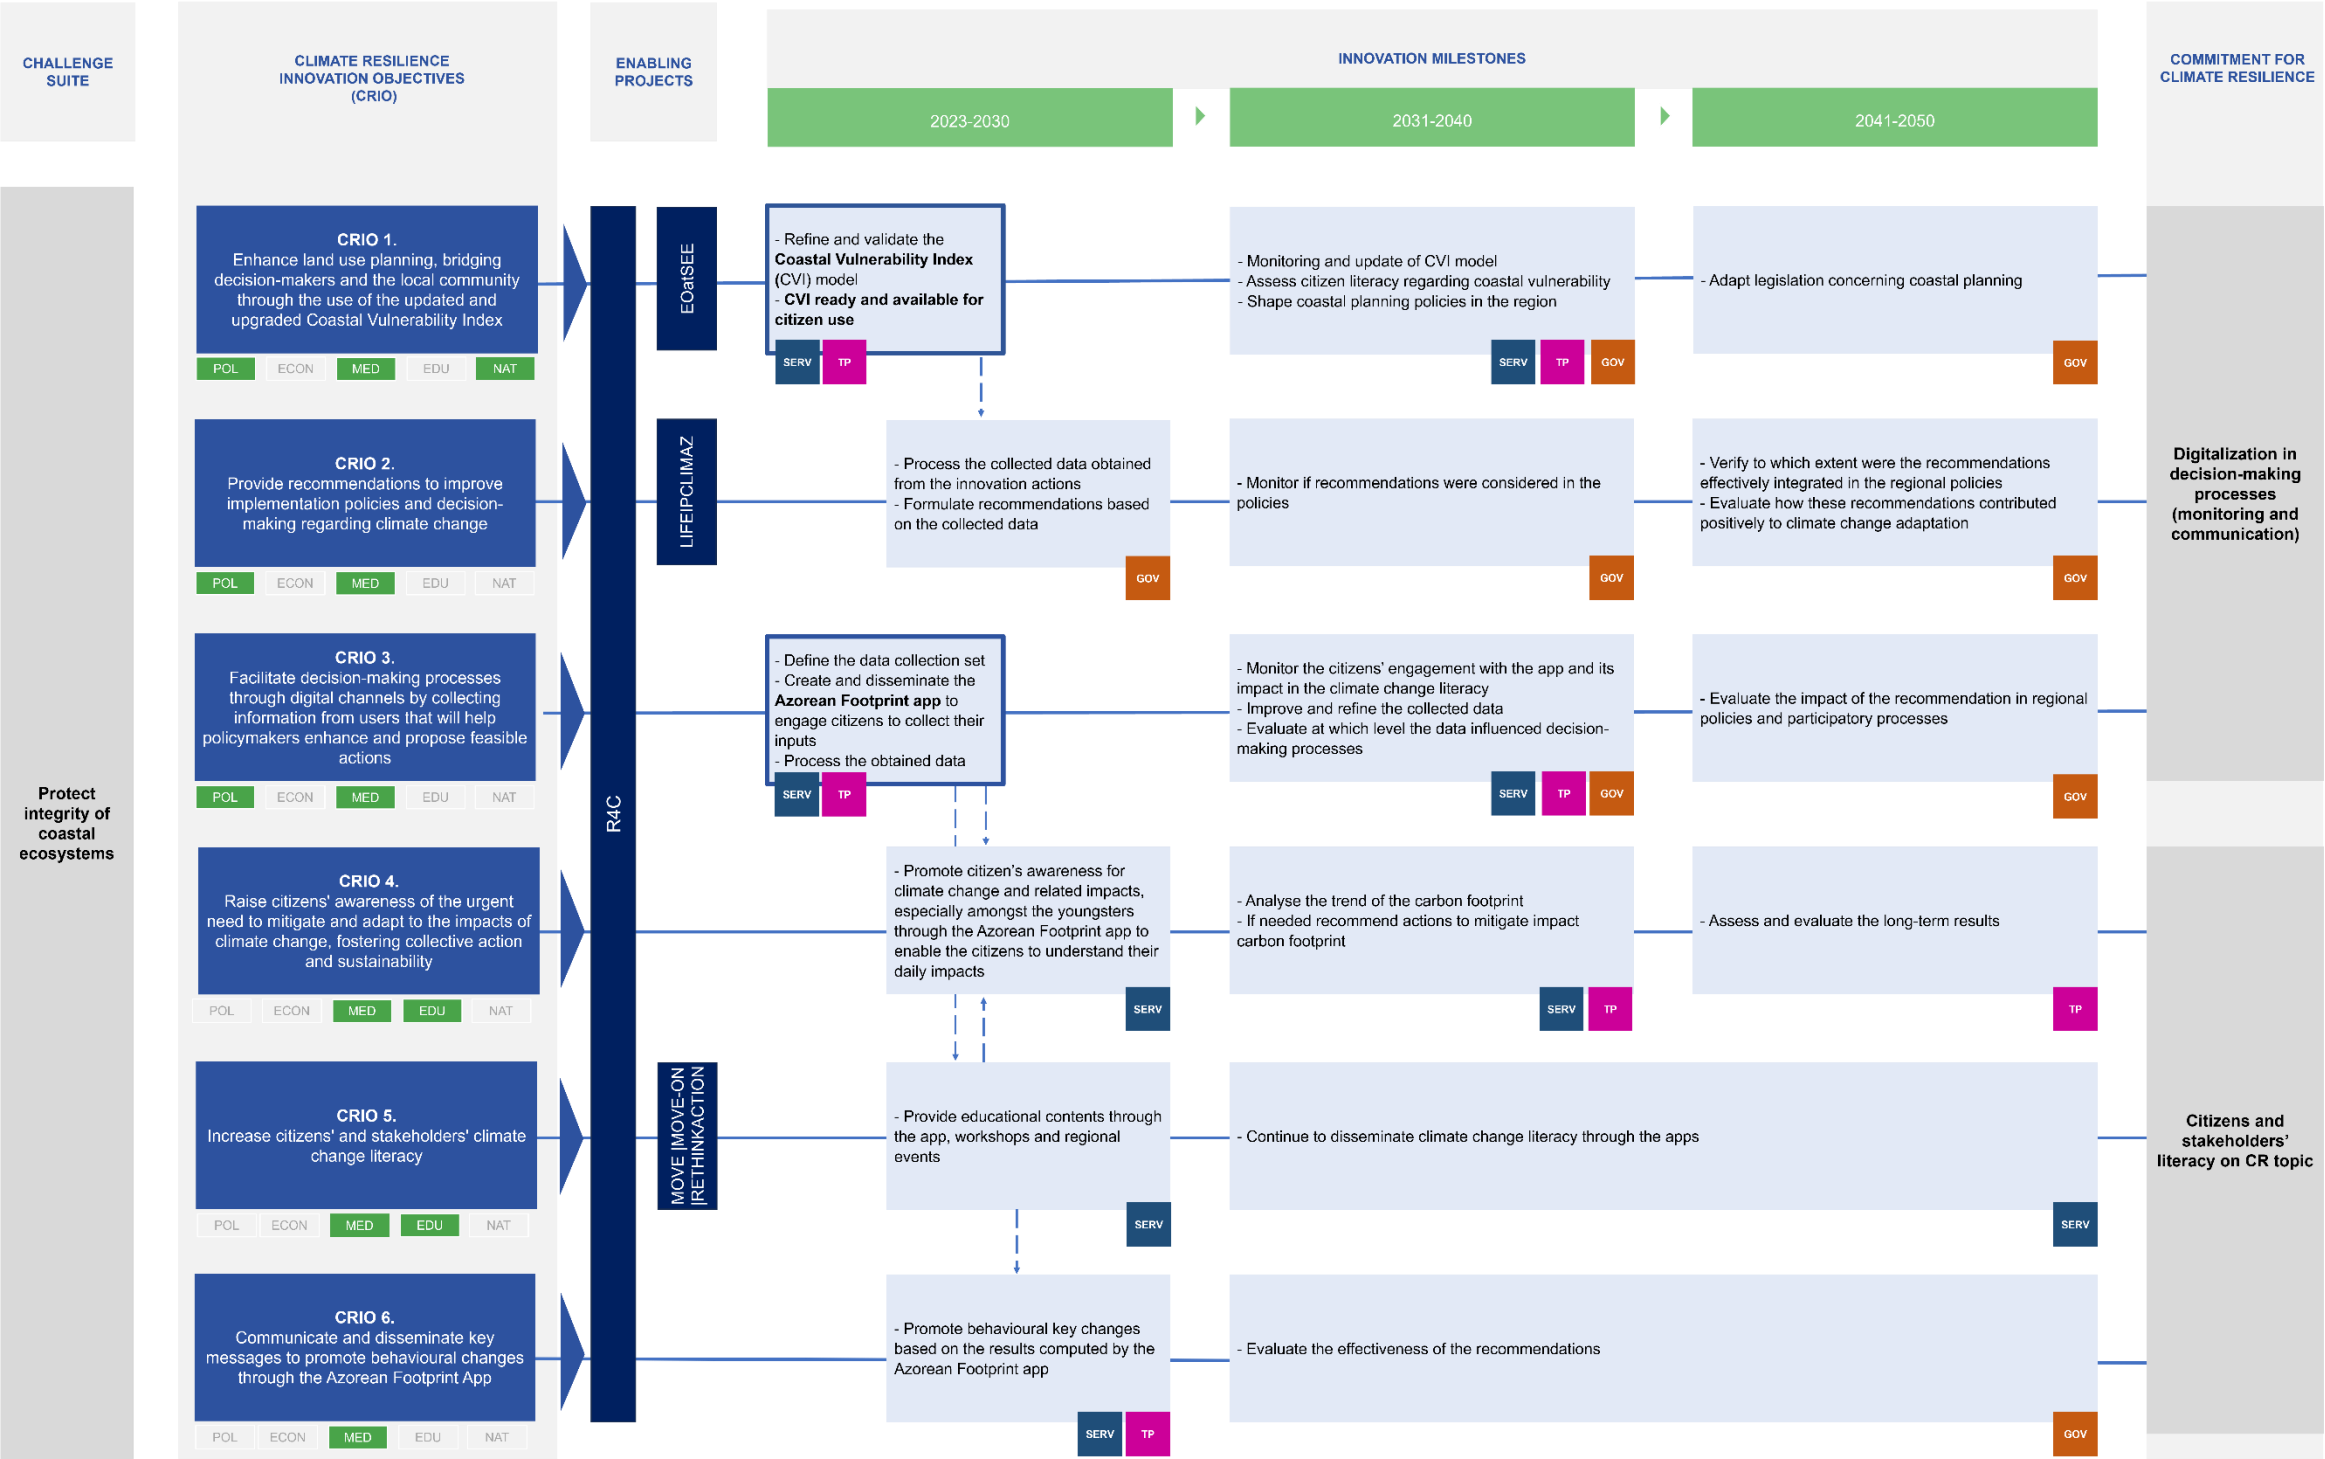 CHALLENGE
SUITE
CLIMATE RESILIENCE
INNOVATION OBJECTIVES
(CRIO)
ENABLING
PROJECTS
INNOVATION MILESTONES
COMMITMENT FOR
CLIMATE RESILIENCE
2023-2030
2031-2040
2041-2050
Protect
integrity of
coastal
ecosystems
R4C
CRIO 1.
Enhance land use planning, bridging
decision-makers and the local community
through the use of the updated and
upgraded Coastal Vulnerability Index
POL ECON MED EDU NAT
EOatSEE
- Refine and validate the
Coastal Vulnerability Index
(CVI) model
- CVI ready and available for
citizen use
SERV TP
- Monitoring and update of CVI model
- Assess citizen literacy regarding coastal vulnerability
- Shape coastal planning policies in the region
SERV TP GOV
- Adapt legislation concerning coastal planning
GOV
CRIO 2.
Provide recommendations to improve
implementation policies and decision-
making regarding climate change
POL ECON MED EDU NAT
LIFEIPCLIMAZ
- Process the collected data obtained
from the innovation actions
- Formulate recommendations based
on the collected data
GOV
- Monitor if recommendations were considered in the
policies
GOV
- Verify to which extent were the recommendations
effectively integrated in the regional policies
- Evaluate how these recommendations contributed
positively to climate change adaptation
GOV
Digitalization in
decision-making
processes
(monitoring and
communication)
CRIO 3.
Facilitate decision-making processes
through digital channels by collecting
information from users that will help
policymakers enhance and propose feasible
actions
POL ECON MED EDU NAT
- Define the data collection set
- Create and disseminate the
Azorean Footprint app to
engage citizens to collect their
inputs
- Process the obtained data
SERV TP
- Monitor the citizens' engagement with the app and its
impact in the climate change literacy
- Improve and refine the collected data
- Evaluate at which level the data influenced decision-
making processes
SERV TP GOV
- Evaluate the impact of the recommendation in regional
policies and participatory processes
GOV
CRIO 4.
Raise citizens' awareness of the urgent
need to mitigate and adapt to the impacts of
climate change, fostering collective action
and sustainability
POL ECON MED EDU NAT
- Promote citizen's awareness for
climate change and related impacts,
especially amongst the youngsters
through the Azorean Footprint app to
enable the citizens to understand their
daily impacts
SERV
- Analyse the trend of the carbon footprint
- If needed recommend actions to mitigate impact
carbon footprint
SERV TP
- Assess and evaluate the long-term results
TP
CRIO 5.
Increase citizens' and stakeholders' climate
change literacy
POL ECON MED EDU NAT
MOVE |MOVE-ON
|RETHINKACTION
- Provide educational contents through
the app, workshops and regional
events
SERV
- Continue to disseminate climate change literacy through the apps
SERV
Citizens and
stakeholders'
literacy on CR topic
CRIO 6.
Communicate and disseminate key
messages to promote behavioural changes
through the Azorean Footprint App
POL ECON MED EDU NAT
- Promote behavioural key changes
based on the results computed by the
Azorean Footprint app
SERV TP
- Evaluate the effectiveness of the recommendations
GOV